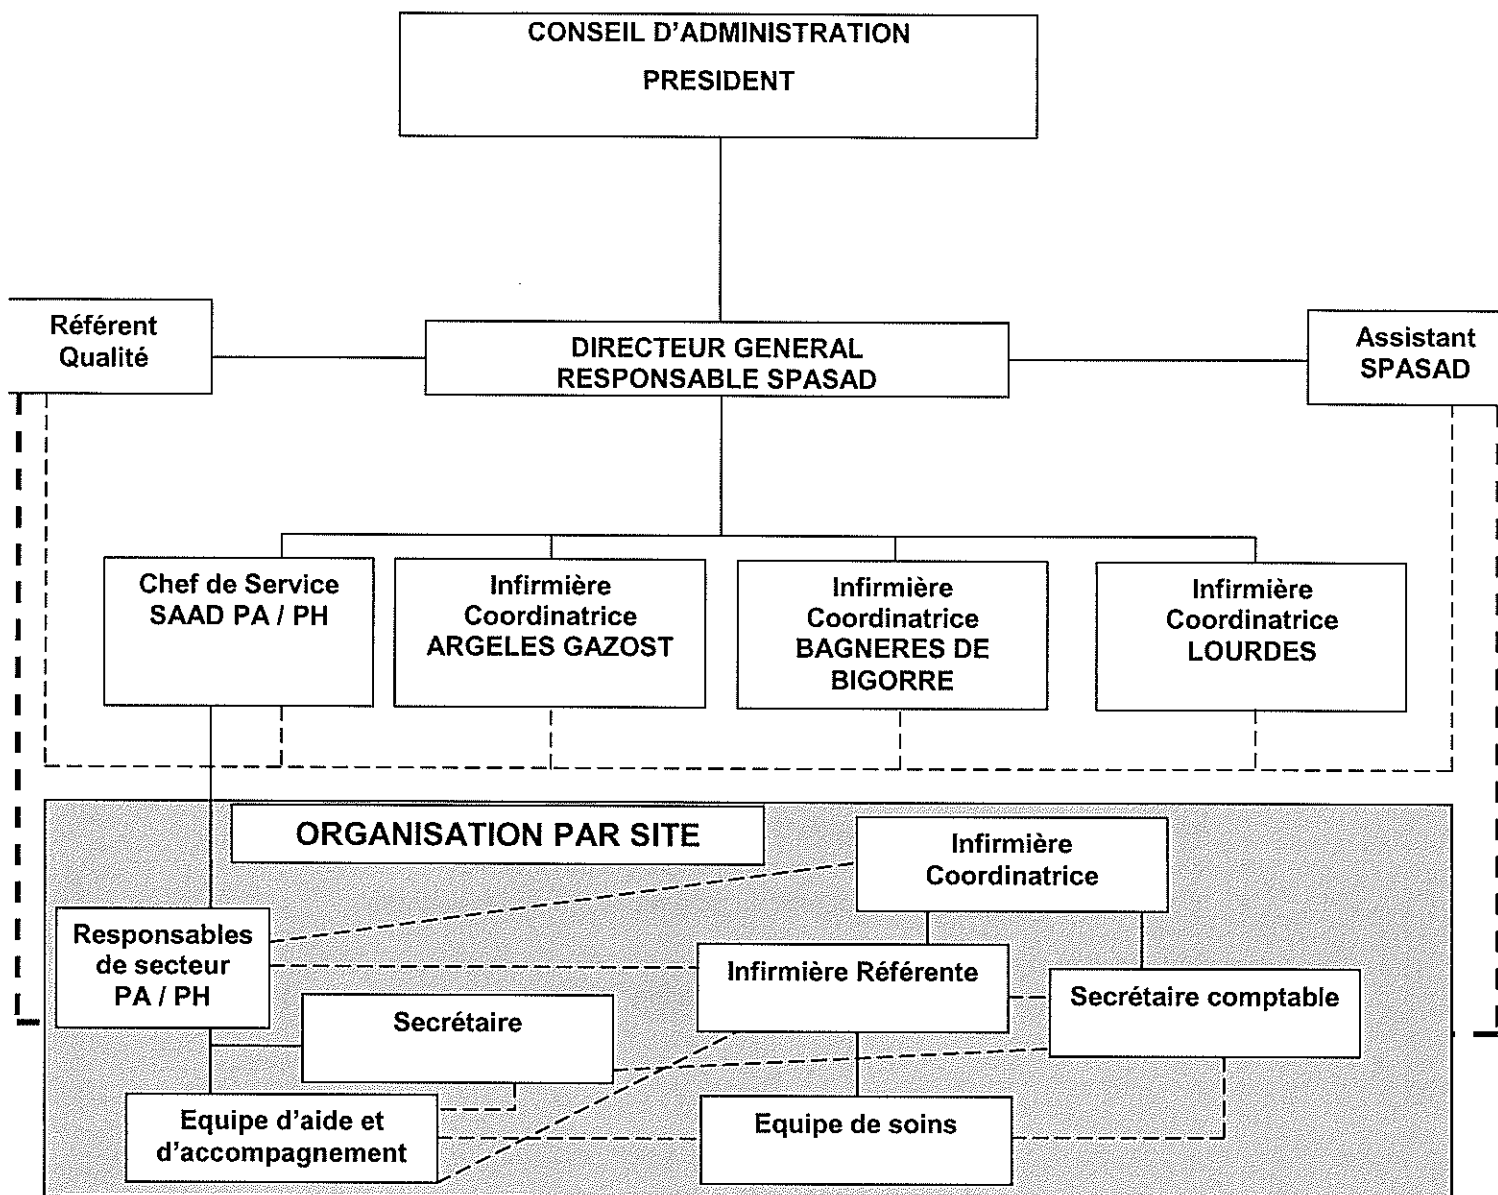 CONSEIL D'ADMINISTRATION
PRESIDENT
Référent
Qualité
DIRECTEUR GENERAL
RESPONSABLE SPASAD
Assistant
SPASAD
Chef de Service
SAAD PA / PH
Infirmière
Coordinatrice
ARGELES GAZOST
Infirmière
Coordinatrice
BAGNERES DE
BIGORRE
Infirmière
Coordinatrice
LOURDES
ORGANISATION PAR SITE
Infirmière
Coordinatrice
Responsables
de secteur
PA / PH
Infirmière Référente
Secrétaire comptable
Secrétaire
Equipe d'aide et
d'accompagnement
Equipe de soins